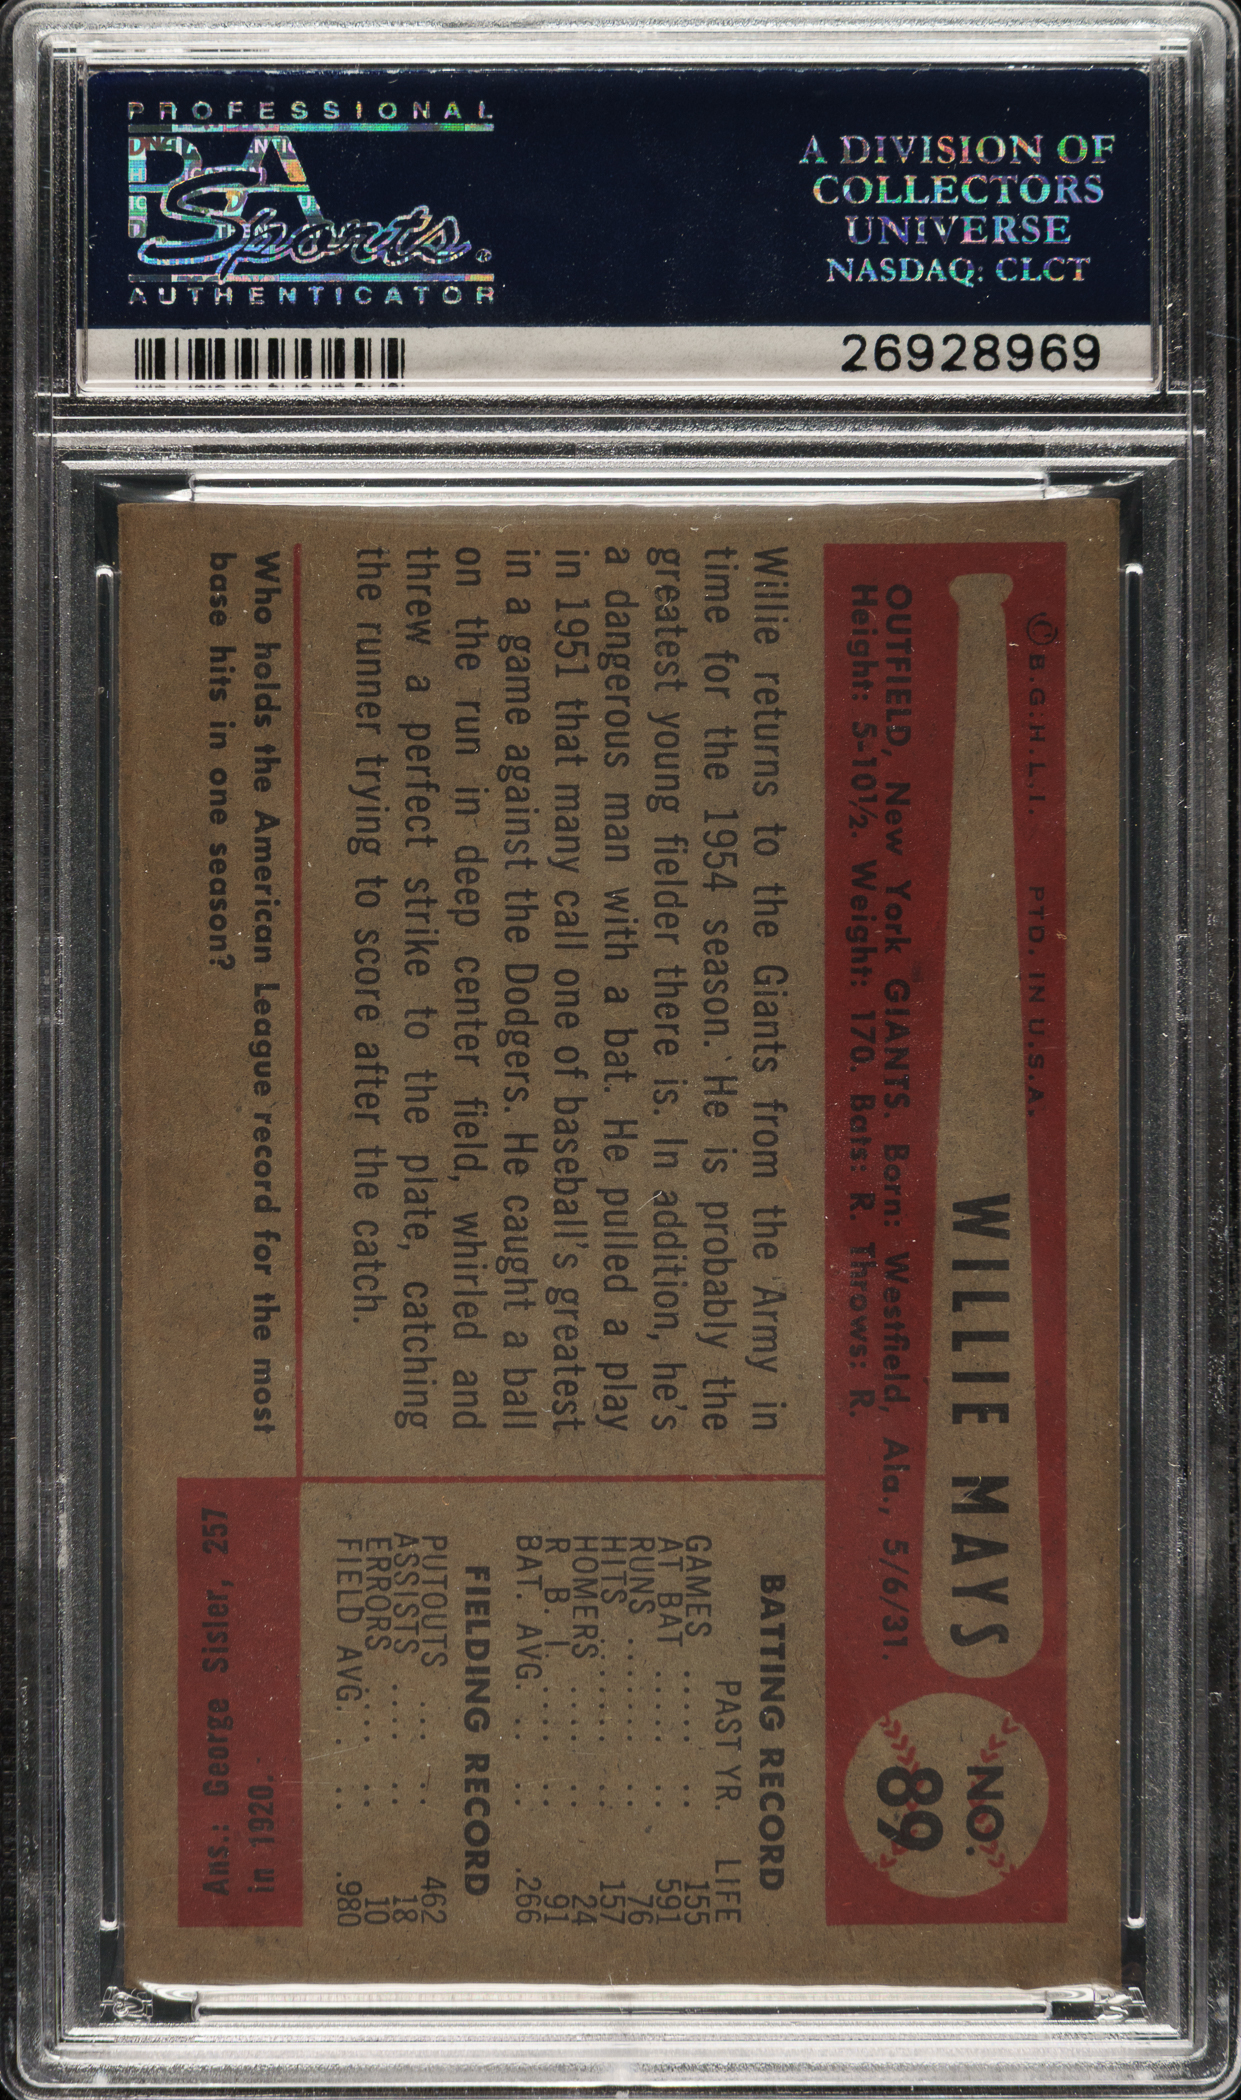 PROFESSIONAL
PSA
Sports®
AUTHENTICATOR
A DIVISION OF
COLLECTORS
UNIVERSE
NASDAQ: CLCT
26928969
© B.G.H.L.I. PTD. IN U.S.A.
WILLIE MAYS
NO.
89
OUTFIELD, New York GIANTS. Born: Westfield, Ala., 5/6/31.
Height: 5-10½. Weight: 170. Bats: R. Throws: R.
Willie returns to the Giants from the Army in
time for the 1954 season. He is probably the
greatest young fielder there is. In addition, he's
a dangerous man with a bat. He pulled a play
in 1951 that many call one of baseball's greatest
in a game against the Dodgers. He caught a ball
on the run in deep center field, whirled and
threw a perfect strike to the plate, catching
the runner trying to score after the catch.
BATTING RECORD
PAST YR. LIFE
GAMES ..... .. 155
AT BAT ..... .. 591
RUNS ...... .. 76
HITS ...... .. 157
HOMERS ..... .. 24
R. B. I. .... ... .. 91
BAT. AVG. .. .. .. .266
FIELDING RECORD
PUTOUTS ... .. 462
ASSISTS .... ... .. 18
ERRORS ... .. .. 10
FIELD AVG. . .. .. .980
Who holds the American League record for the most
base hits in one season?
Ans.: George Sisler, 257
in 1920.